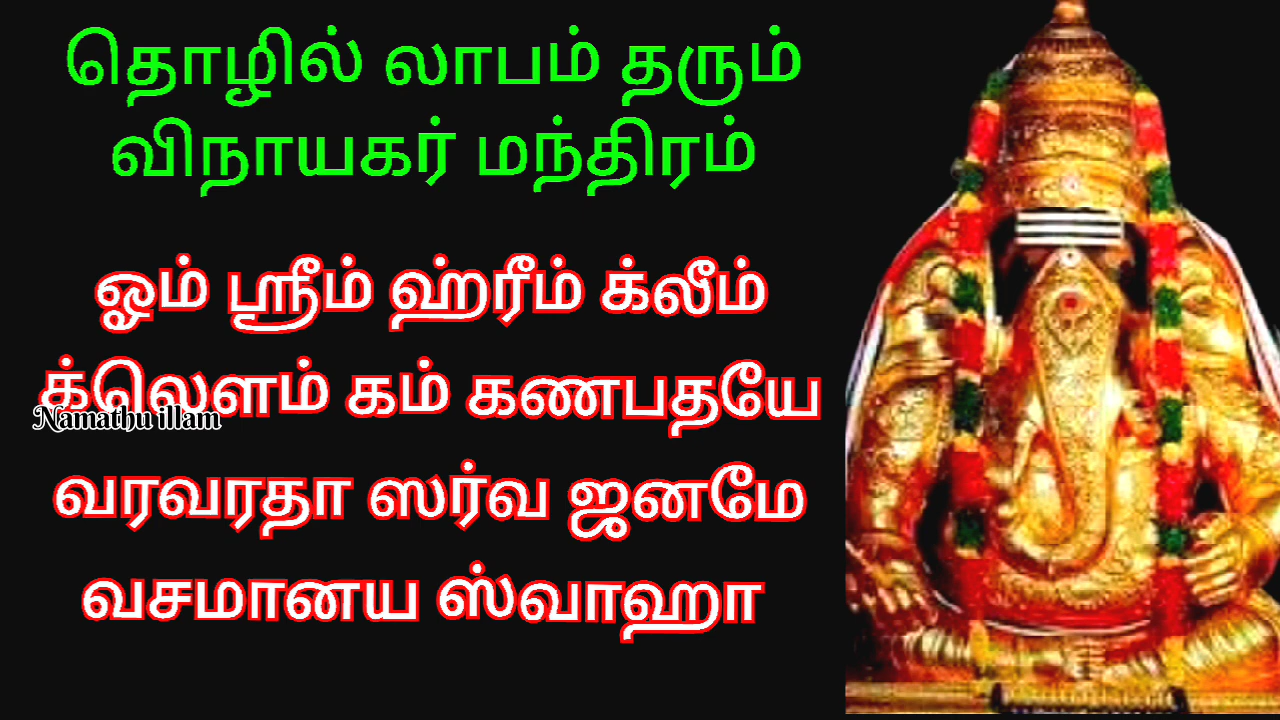 தொழில் லாபம் தரும்
விநாயகர் மந்திரம்
ஓம் ஸ்ரீம் ஹ்ரீம் க்லீம்
க்லௌம் கம் கணபதயே
Namathu illam
வரவரதா ஸர்வ ஜனமே
வசமானய ஸ்வாஹா